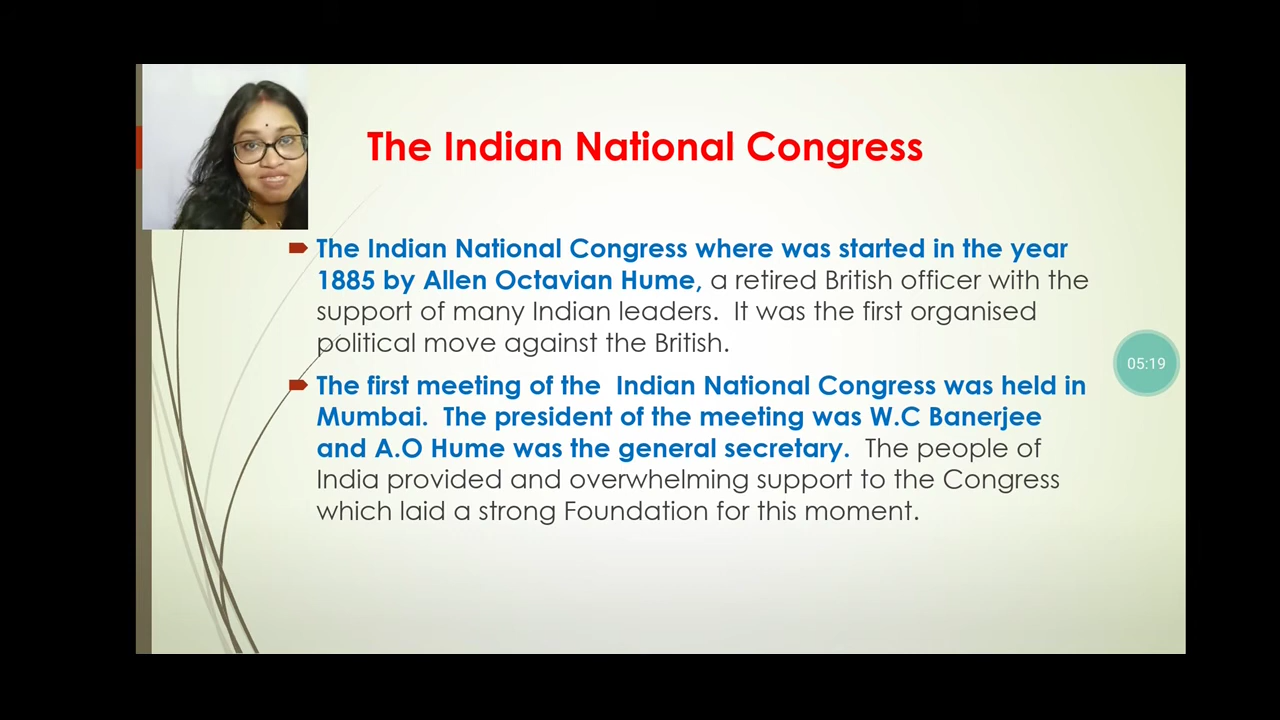 The Indian National Congress
The Indian National Congress where was started in the year
1885 by Allen Octavian Hume, a retired British officer with the
support of many Indian leaders.  It was the first organised
political move against the British.
The first meeting of the  Indian National Congress was held in
Mumbai.  The president of the meeting was W.C Banerjee
and A.O Hume was the general secretary.  The people of
India provided and overwhelming support to the Congress
which laid a strong Foundation for this moment.
05:19